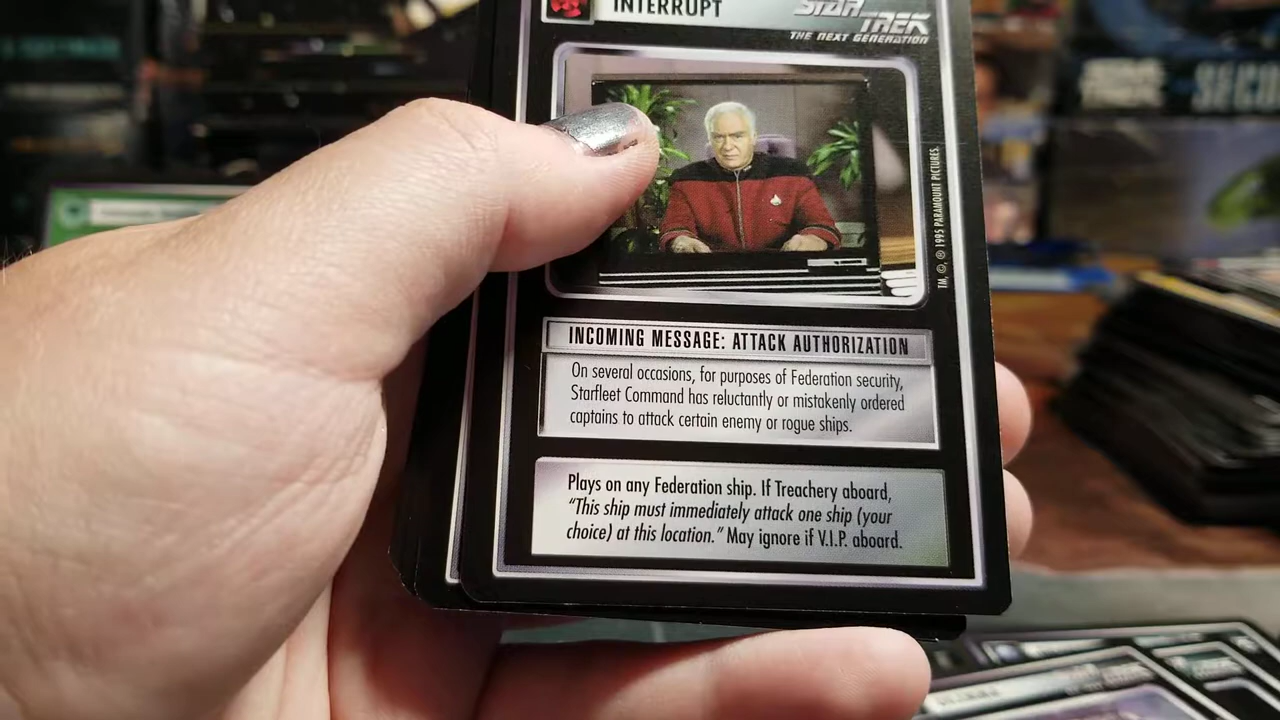 INTERRUPT
STAR TREK
THE NEXT GENERATION
TM, ©, ® 1995 PARAMOUNT PICTURES.
INCOMING MESSAGE: ATTACK AUTHORIZATION
On several occasions, for purposes of Federation security,
Starfleet Command has reluctantly or mistakenly ordered
captains to attack certain enemy or rogue ships.
Plays on any Federation ship. If Treachery aboard,
"This ship must immediately attack one ship (your
choice) at this location." May ignore if V.I.P. aboard.